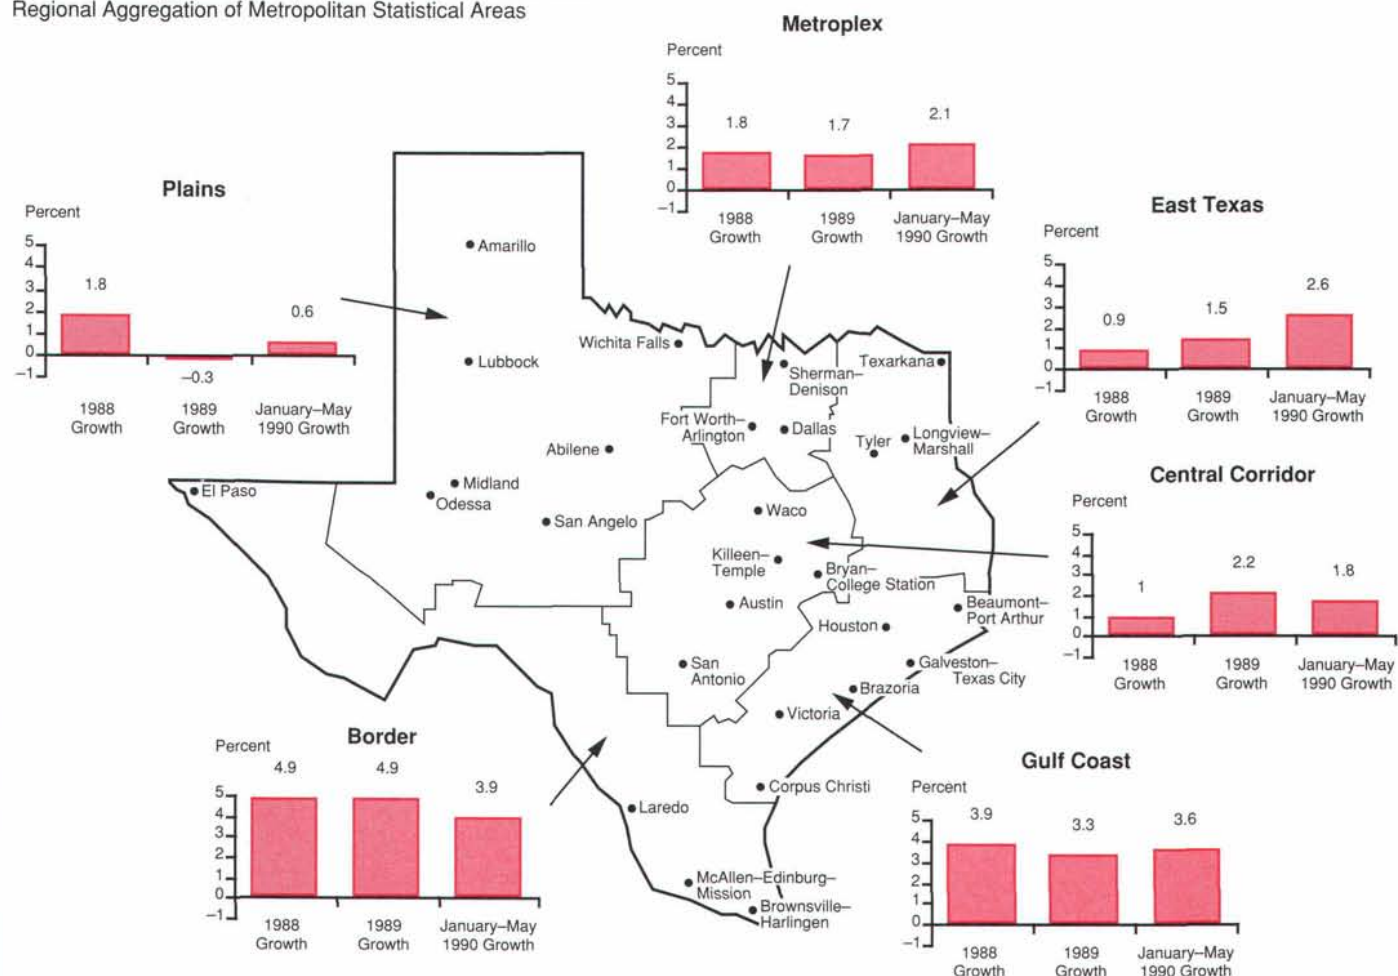 Regional Aggregation of Metropolitan Statistical Areas
Metroplex
Percent
5
4
3
2
1
0
–1
1.8
1.7
2.1
1988
Growth
1989
Growth
January–May
1990 Growth
Plains
Percent
5
4
3
2
1
0
–1
1.8
–0.3
0.6
1988
Growth
1989
Growth
January–May
1990 Growth
East Texas
Percent
5
4
3
2
1
0
–1
0.9
1.5
2.6
1988
Growth
1989
Growth
January–May
1990 Growth
Amarillo
Lubbock
Wichita Falls
Sherman–
Denison
Texarkana
Fort Worth–
Arlington
Dallas
Tyler
Longview–
Marshall
Abilene
El Paso
Midland
Odessa
San Angelo
Waco
Killeen–
Temple
Bryan–
College Station
Austin
Houston
Beaumont–
Port Arthur
San
Antonio
Galveston–
Texas City
Brazoria
Victoria
Corpus Christi
Laredo
McAllen–Edinburg–
Mission
Brownsville–
Harlingen
Central Corridor
Percent
5
4
3
2
1
0
–1
1
2.2
1.8
1988
Growth
1989
Growth
January–May
1990 Growth
Border
Percent
4.9
4.9
3.9
5
4
3
2
1
0
–1
1988
Growth
1989
Growth
January–May
1990 Growth
Gulf Coast
Percent
5
4
3
2
1
0
–1
3.9
3.3
3.6
1988
Growth
1989
Growth
January–May
1990 Growth